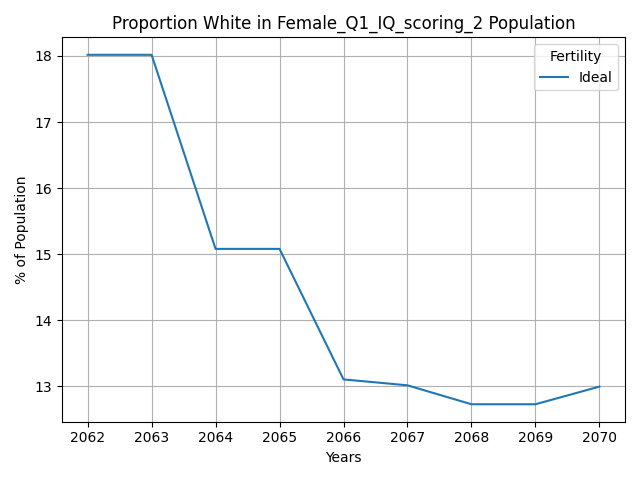 Proportion White in Female_Q1_IQ_scoring_2 Population
Fertility
Ideal
% of Population
18
17
16
15
14
13
2062 2063 2064 2065 2066 2067 2068 2069 2070
Years